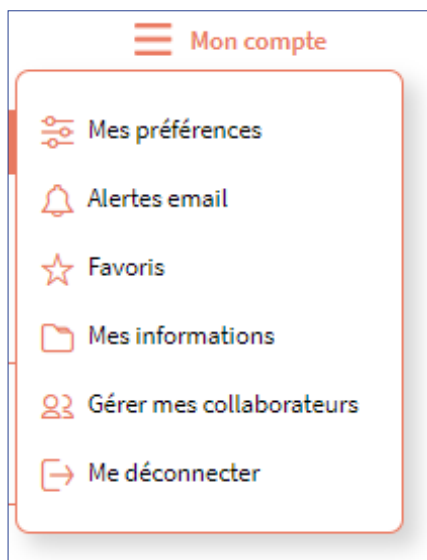 Mon compte
Mes préférences
Alertes email
Favoris
Mes informations
Gérer mes collaborateurs
Me déconnecter